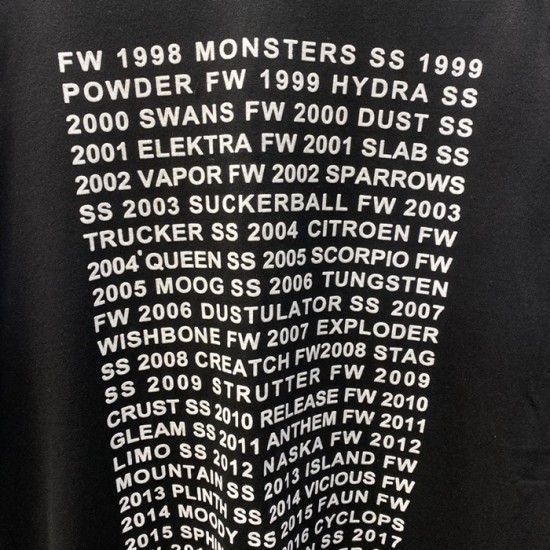 FW 1998 MONSTERS SS 1999
POWDER FW 1999 HYDRA SS
2000 SWANS FW 2000 DUST SS
2001 ELEKTRA FW 2001 SLAB SS
2002 VAPOR FW 2002 SPARROWS
SS 2003 SUCKERBALL FW 2003
TRUCKER SS 2004 CITROEN FW
2004 QUEEN SS 2005 SCORPIO FW
2005 MOOG SS 2006 TUNGSTEN
FW 2006 DUSTULATOR SS 2007
WISHBONE FW 2007 EXPLODER
SS 2008 CREATCH FW2008 STAG
SS 2009 STRUTTER FW 2009
CRUST SS 2010 RELEASE FW 2010
GLEAM SS 2011 ANTHEM FW 2011
LIMO SS 2012 NASKA FW 2012
MOUNTAIN SS 2013 ISLAND FW
2013 PLINTH SS 2014 VICIOUS FW
2014 MOODY SS 2015 FAUN FW
2015 2016 CYCLOPS
SS 2017